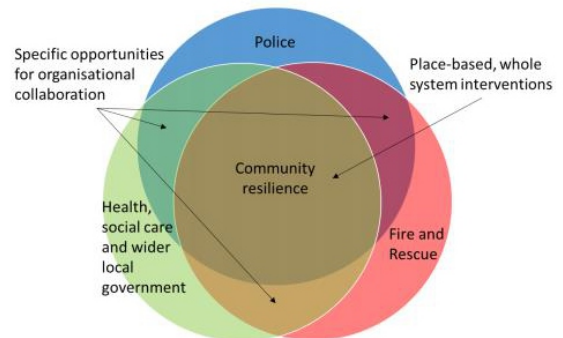 Specific opportunities
for organisational
collaboration
Police
Place-based, whole
system interventions
Community
resilience
Health,
social care
and wider
local
government
Fire and
Rescue